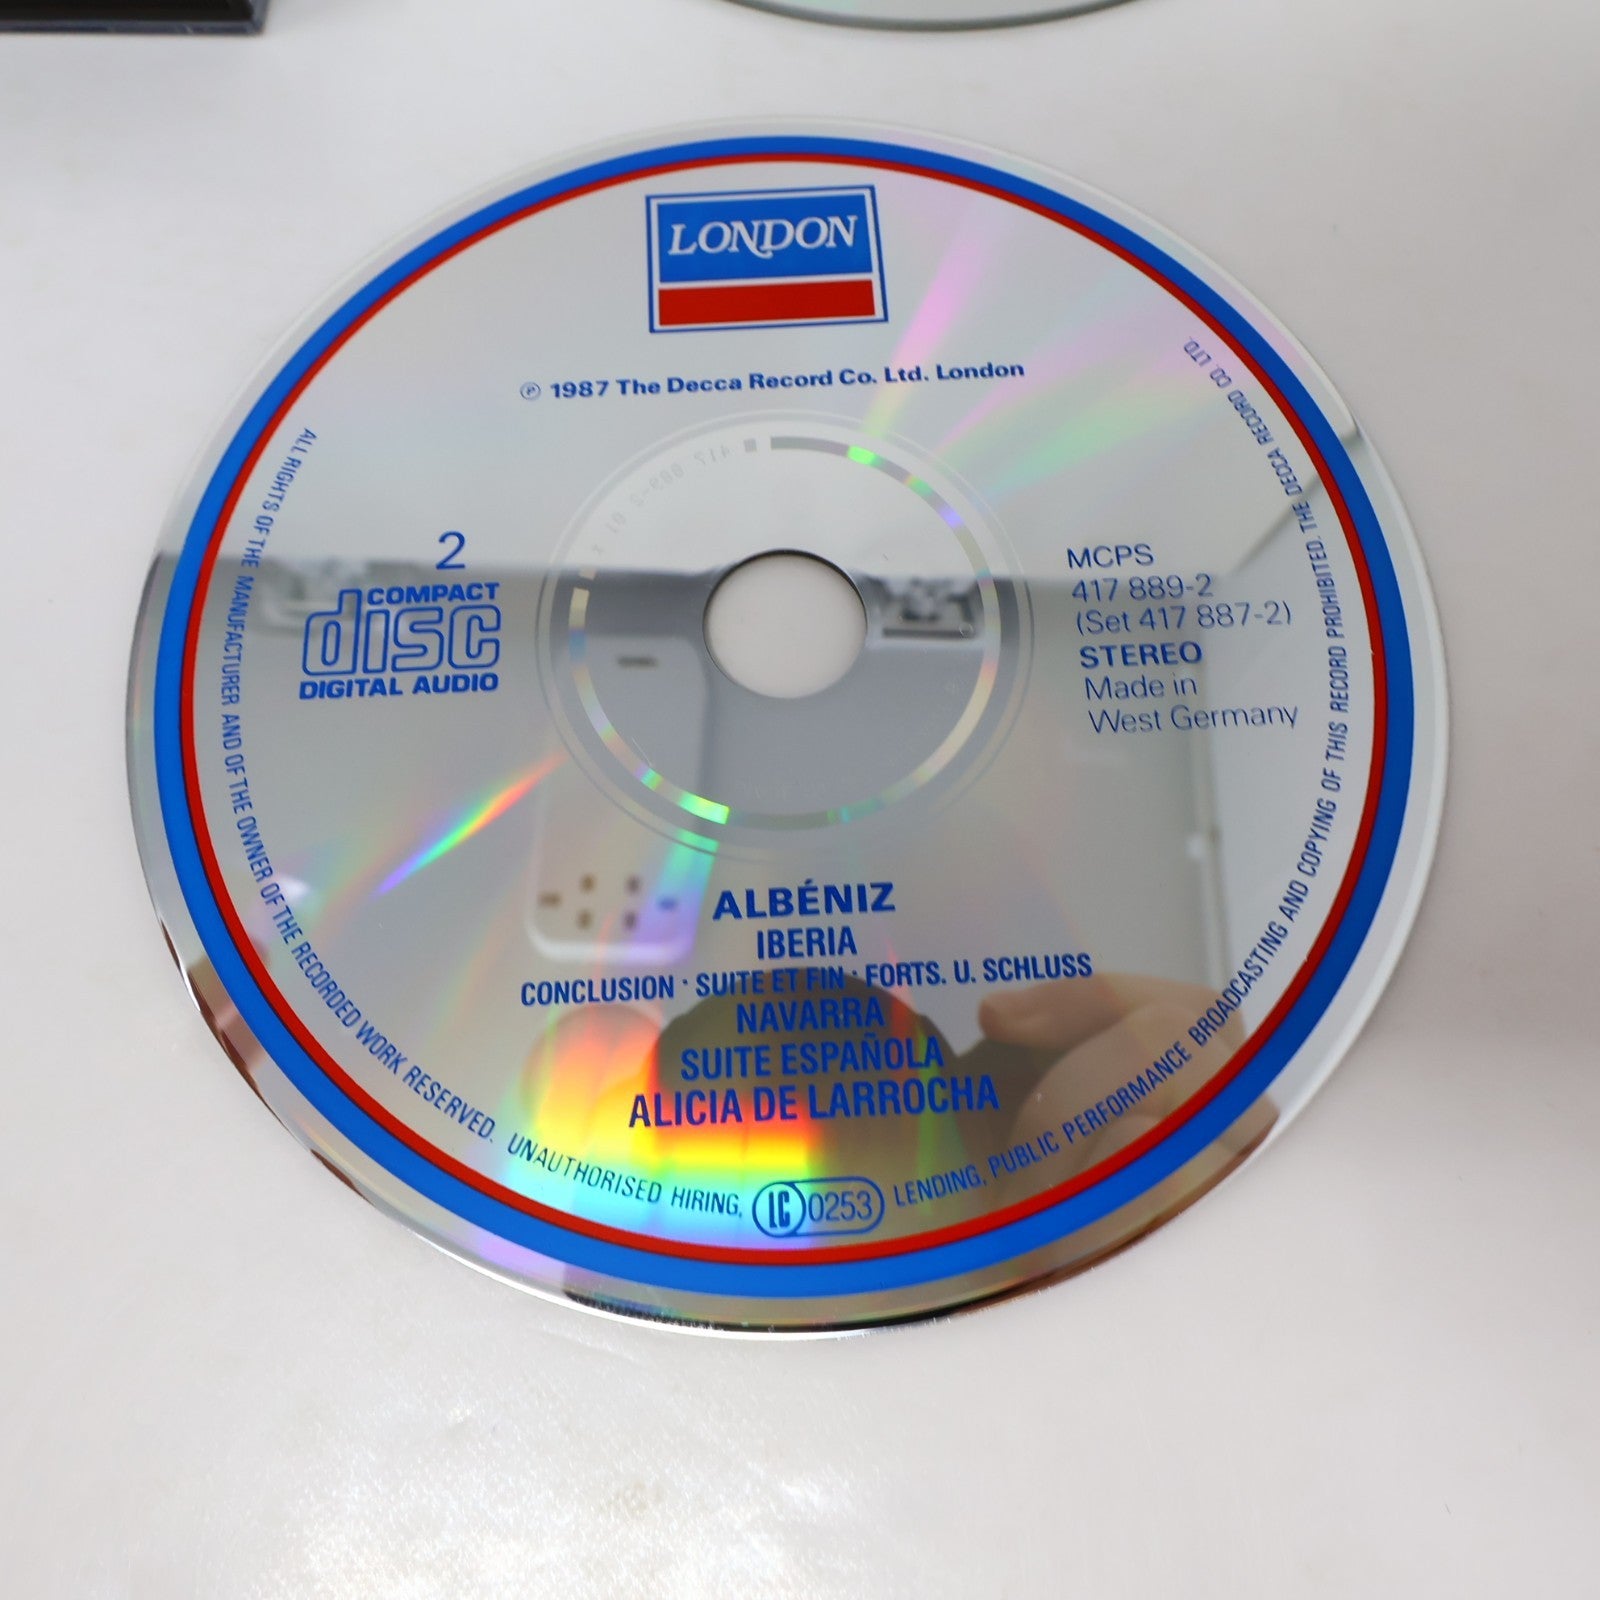 LONDON
℗ 1987 The Decca Record Co. Ltd. London
2
COMPACT
disc
DIGITAL AUDIO
MCPS
417 889-2
(Set 417 887-2)
STEREO
Made in
West Germany
ALBÉNIZ
IBERIA
CONCLUSION · SUITE ET FIN · FORTS. U. SCHLUSS
NAVARRA
SUITE ESPAÑOLA
ALICIA DE LARROCHA
LC 0253
ALL RIGHTS OF THE MANUFACTURER AND OF THE OWNER OF THE RECORDED WORK RESERVED. UNAUTHORISED HIRING, LENDING, PUBLIC PERFORMANCE BROADCASTING AND COPYING OF THIS RECORD PROHIBITED. THE DECCA RECORD CO. LTD.